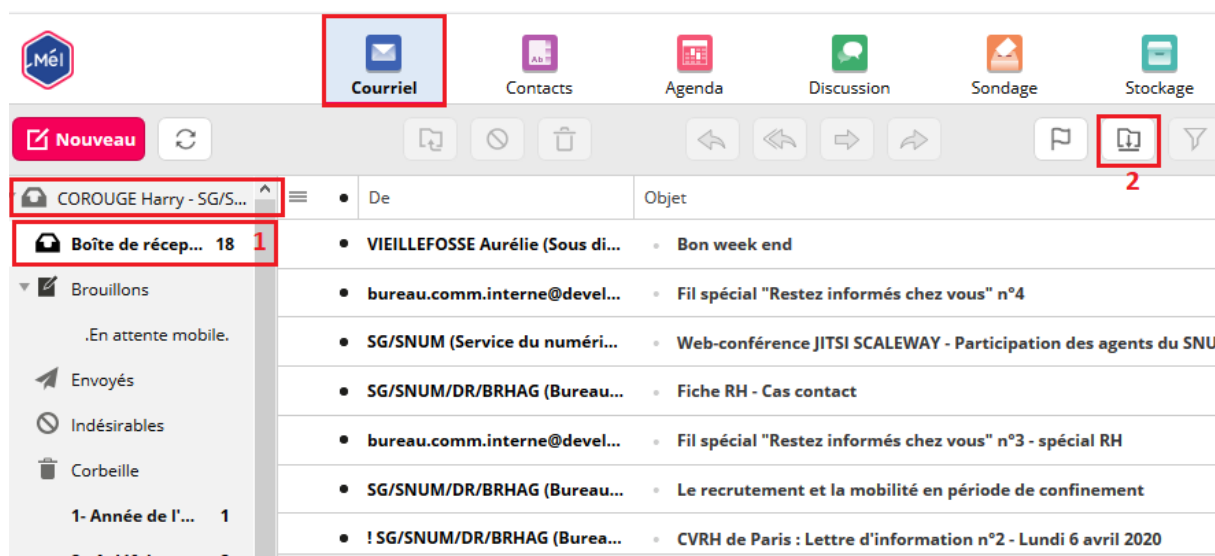 Mél
Courriel
Contacts
Ab
Agenda
Discussion
Sondage
Stockage
Nouveau
2
COROUGE Harry - SG/S...
De
Objet
Boîte de récep... 18
1
VIEILLEFOSSE Aurélie (Sous di...
Bon week end
Brouillons
bureau.comm.interne@devel...
Fil spécial "Restez informés chez vous" n°4
.En attente mobile.
SG/SNUM (Service du numéri...
Web-conférence JITSI SCALEWAY - Participation des agents du SNU
Envoyés
SG/SNUM/DR/BRHAG (Bureau...
Fiche RH - Cas contact
Indésirables
bureau.comm.interne@devel...
Fil spécial "Restez informés chez vous" n°3 - spécial RH
Corbeille
SG/SNUM/DR/BRHAG (Bureau...
Le recrutement et la mobilité en période de confinement
1- Année de l'... 1
! SG/SNUM/DR/BRHAG (Burea...
CVRH de Paris : Lettre d'information n°2 - Lundi 6 avril 2020